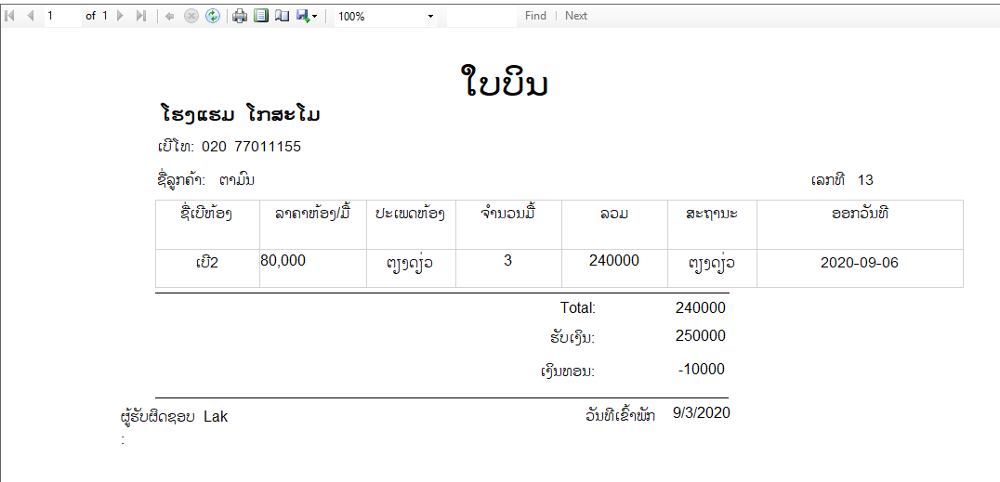 1 of 1 100% Find | Next
ໃບບິນ
ໂຮງແຮມ ໂກສະໂມ
ເບີໂທ: 020 77011155
ຊື່ລູກຄ້າ: ຕາມົນ ເລກທີ 13
ຊື່ເບີຫ້ອງ ລາຄາຫ້ອງ/ມື້ ປະເພດຫ້ອງ ຈຳນວນມື້ ລວມ ສະຖານະ ອອກວັນທີ
ເບີ2 80,000 ຕຽງດ່ຽວ 3 240000 ຕຽງດ່ຽວ 2020-09-06
Total: 240000
ຮັບເງິນ: 250000
ເງິນທອນ: -10000
ຜູ້ຮັບຜິດຊອບ Lak ວັນທີເຂົ້າພັກ 9/3/2020
: